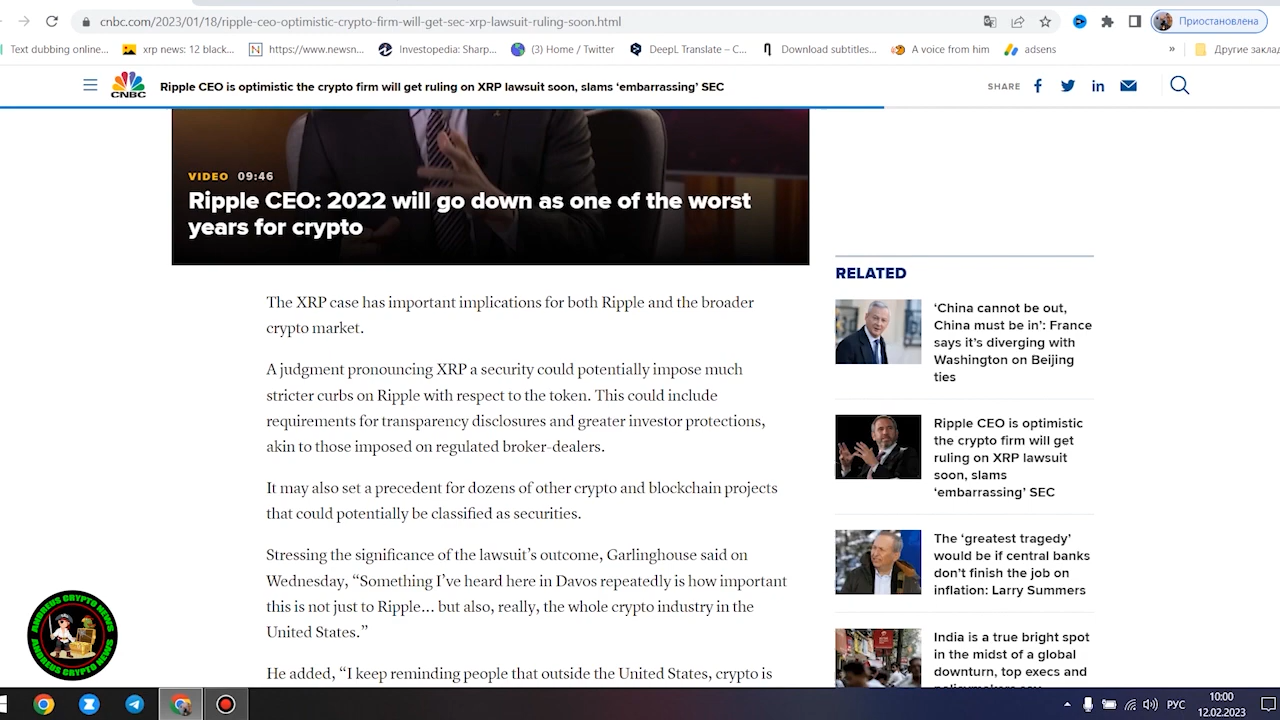 cnbc.com/2023/01/18/ripple-ceo-optimistic-crypto-firm-will-get-sec-xrp-lawsuit-ruling-soon.html
Приостановлена
Text dubbing online...
xrp news: 12 black...
https://www.newsn...
Investopedia: Sharp...
(3) Home / Twitter
DeepL Translate – C...
Download subtitles...
A voice from him
adsens
»
Другие заклад
CNBC
Ripple CEO is optimistic the crypto firm will get ruling on XRP lawsuit soon, slams ‘embarrassing’ SEC
SHARE
VIDEO 09:46
Ripple CEO: 2022 will go down as one of the worst
years for crypto
The XRP case has important implications for both Ripple and the broader
crypto market.
A judgment pronouncing XRP a security could potentially impose much
stricter curbs on Ripple with respect to the token. This could include
requirements for transparency disclosures and greater investor protections,
akin to those imposed on regulated broker-dealers.
It may also set a precedent for dozens of other crypto and blockchain projects
that could potentially be classified as securities.
Stressing the significance of the lawsuit’s outcome, Garlinghouse said on
Wednesday, “Something I’ve heard here in Davos repeatedly is how important
this is not just to Ripple… but also, really, the whole crypto industry in the
United States.”
He added, “I keep reminding people that outside the United States, crypto is
RELATED
‘China cannot be out,
China must be in’: France
says it’s diverging with
Washington on Beijing
ties
Ripple CEO is optimistic
the crypto firm will get
ruling on XRP lawsuit
soon, slams
‘embarrassing’ SEC
The ‘greatest tragedy’
would be if central banks
don’t finish the job on
inflation: Larry Summers
India is a true bright spot
in the midst of a global
downturn, top execs and
ANDREUS CRYPTO NEWS
ANDREUS CRYPTO NEWS
РУС
10:00
12.02.2023